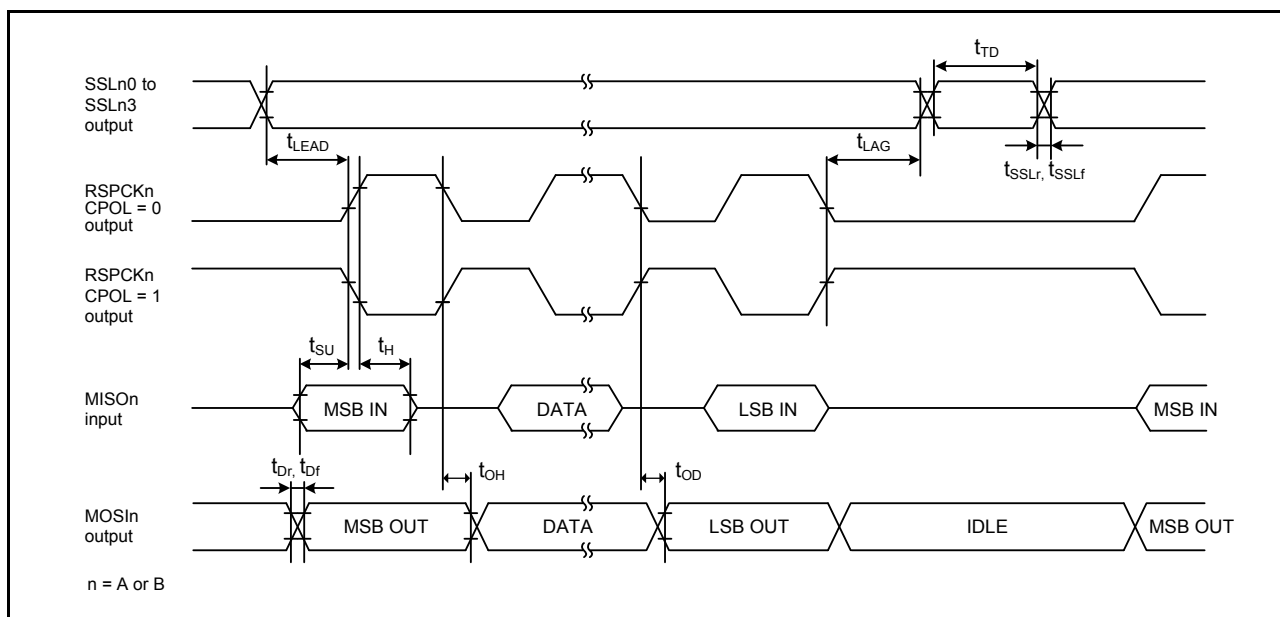 tTD
SSLn0 to
SSLn3
output
tLEAD
tLAG
tSSLr, tSSLf
RSPCKn
CPOL = 0
output
RSPCKn
CPOL = 1
output
tSU
tH
MISOn
input
MSB IN
DATA
LSB IN
MSB IN
tDr, tDf
tOH
tOD
MOSIn
output
MSB OUT
DATA
LSB OUT
IDLE
MSB OUT
n = A or B